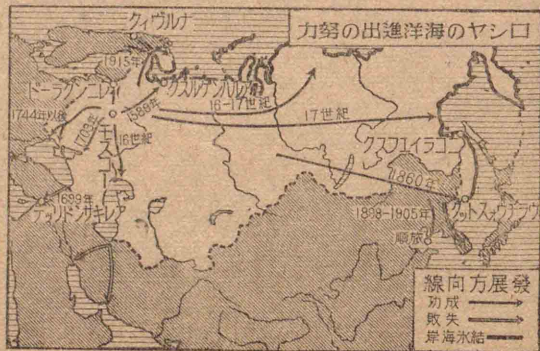 ロシヤの海洋進出の努力
ナルヴィク
1915年
アルハンゲルスク
レニングラード
1588年
16-17世紀
1744年以後
1703年
モスコー
16世紀
17世紀
ニコライエフスク
1860年
1699年
1898-1905年
ウラヂヴォストック
旅順
發展方向線
成功
失敗
結氷海岸